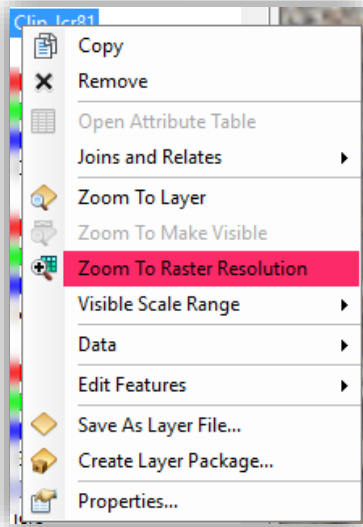 Clip_lcr81
Copy
Remove
Open Attribute Table
Joins and Relates
Zoom To Layer
Zoom To Make Visible
Zoom To Raster Resolution
Visible Scale Range
Data
Edit Features
Save As Layer File...
Create Layer Package...
Properties...